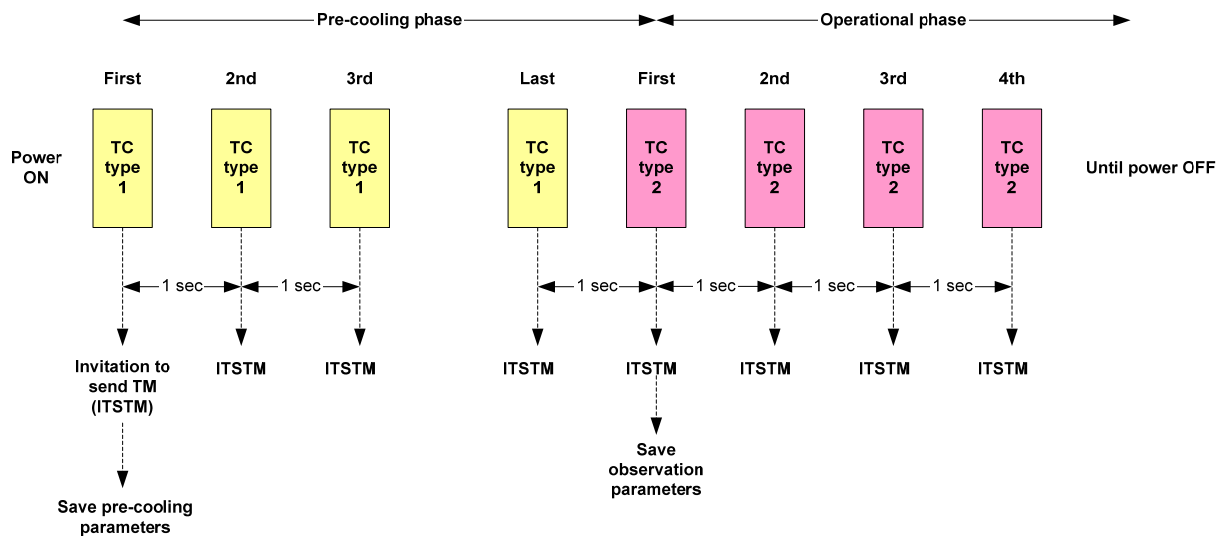 Pre-cooling phase
Operational phase
First
2nd
3rd
Last
First
2nd
3rd
4th
Power
ON
TC
type
1
TC
type
1
TC
type
1
TC
type
1
TC
type
2
TC
type
2
TC
type
2
TC
type
2
Until power OFF
1 sec
1 sec
1 sec
1 sec
1 sec
1 sec
Invitation to
send TM
(ITSTM)
ITSTM
ITSTM
ITSTM
ITSTM
ITSTM
ITSTM
ITSTM
Save pre-cooling
parameters
Save
observation
parameters